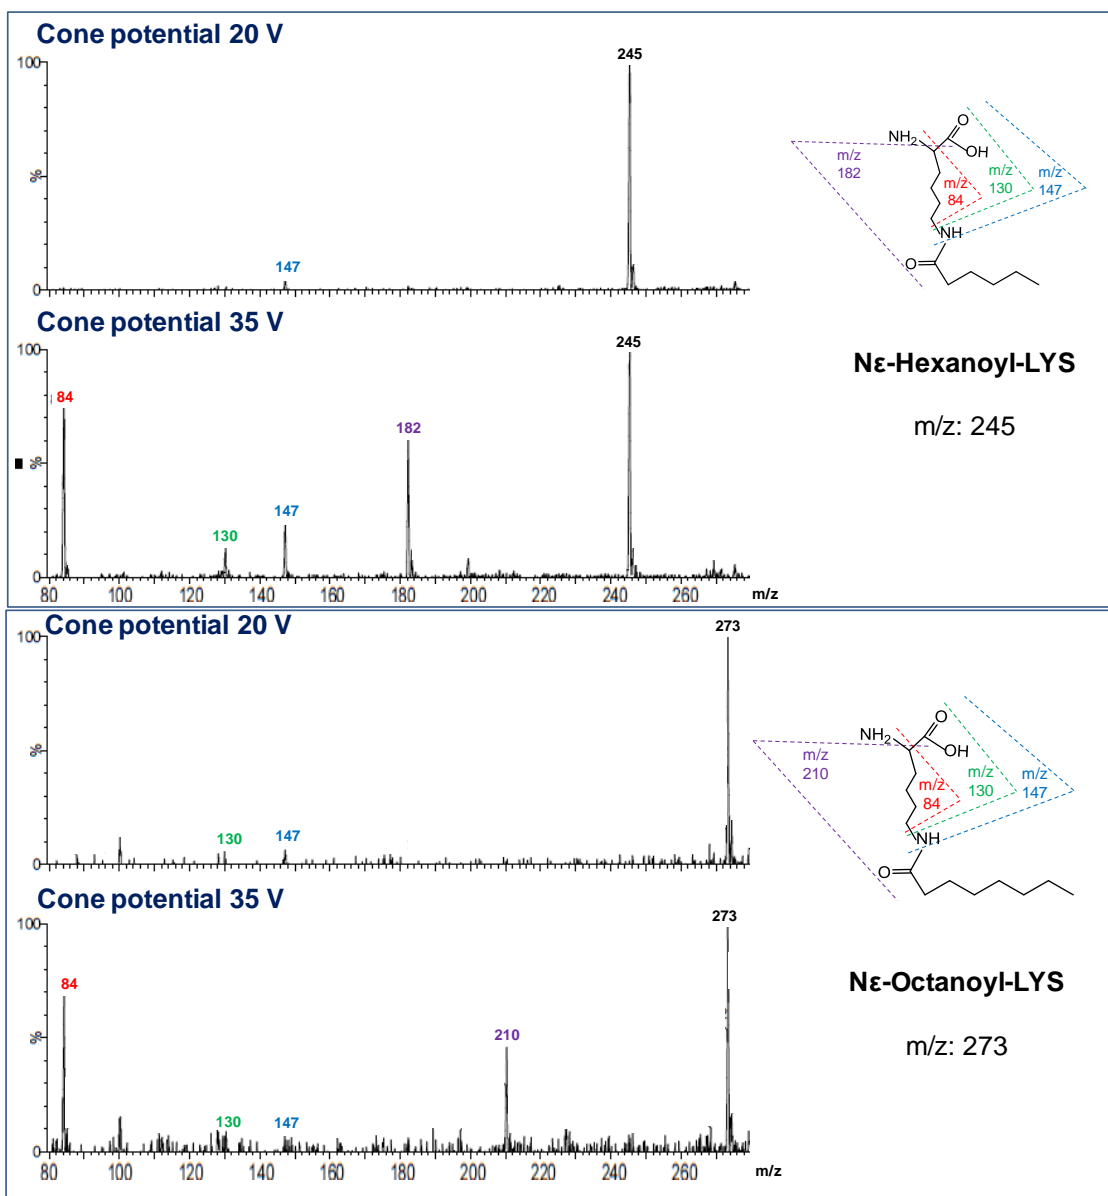 Cone potential 20 V
245
100
%
147
0
NH2
O
OH
m/z
182
m/z
84
m/z
130
m/z
147
NH
O
Cone potential 35 V
245
100
84
182
%
147
130
0
80 100 120 140 160 180 200 220 240 260 m/z
Nε-Hexanoyl-LYS
m/z: 245
Cone potential 20 V
273
100
%
130
147
0
NH2
O
OH
m/z
210
m/z
84
m/z
130
m/z
147
NH
O
Cone potential 35 V
273
100
84
210
%
130
147
0
80 100 120 140 160 180 200 220 240 260 m/z
Nε-Octanoyl-LYS
m/z: 273